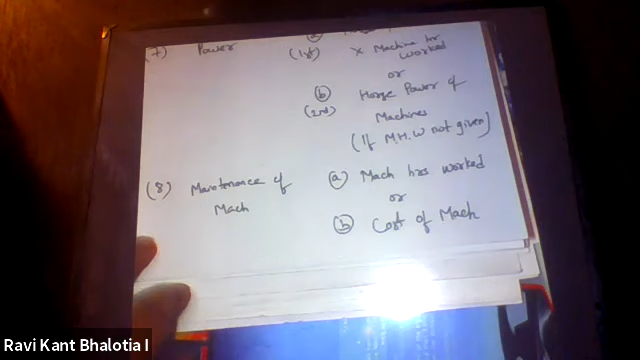 (7) Power
(1st) X Machine hr
worked
or
(b) Horse Power of
(2nd) Machines
(If M.H.W not given)
(8) Maintenance of
Mach
(a) Mach hrs worked
or
(b) Cost of Mach
Ravi Kant Bhalotia I